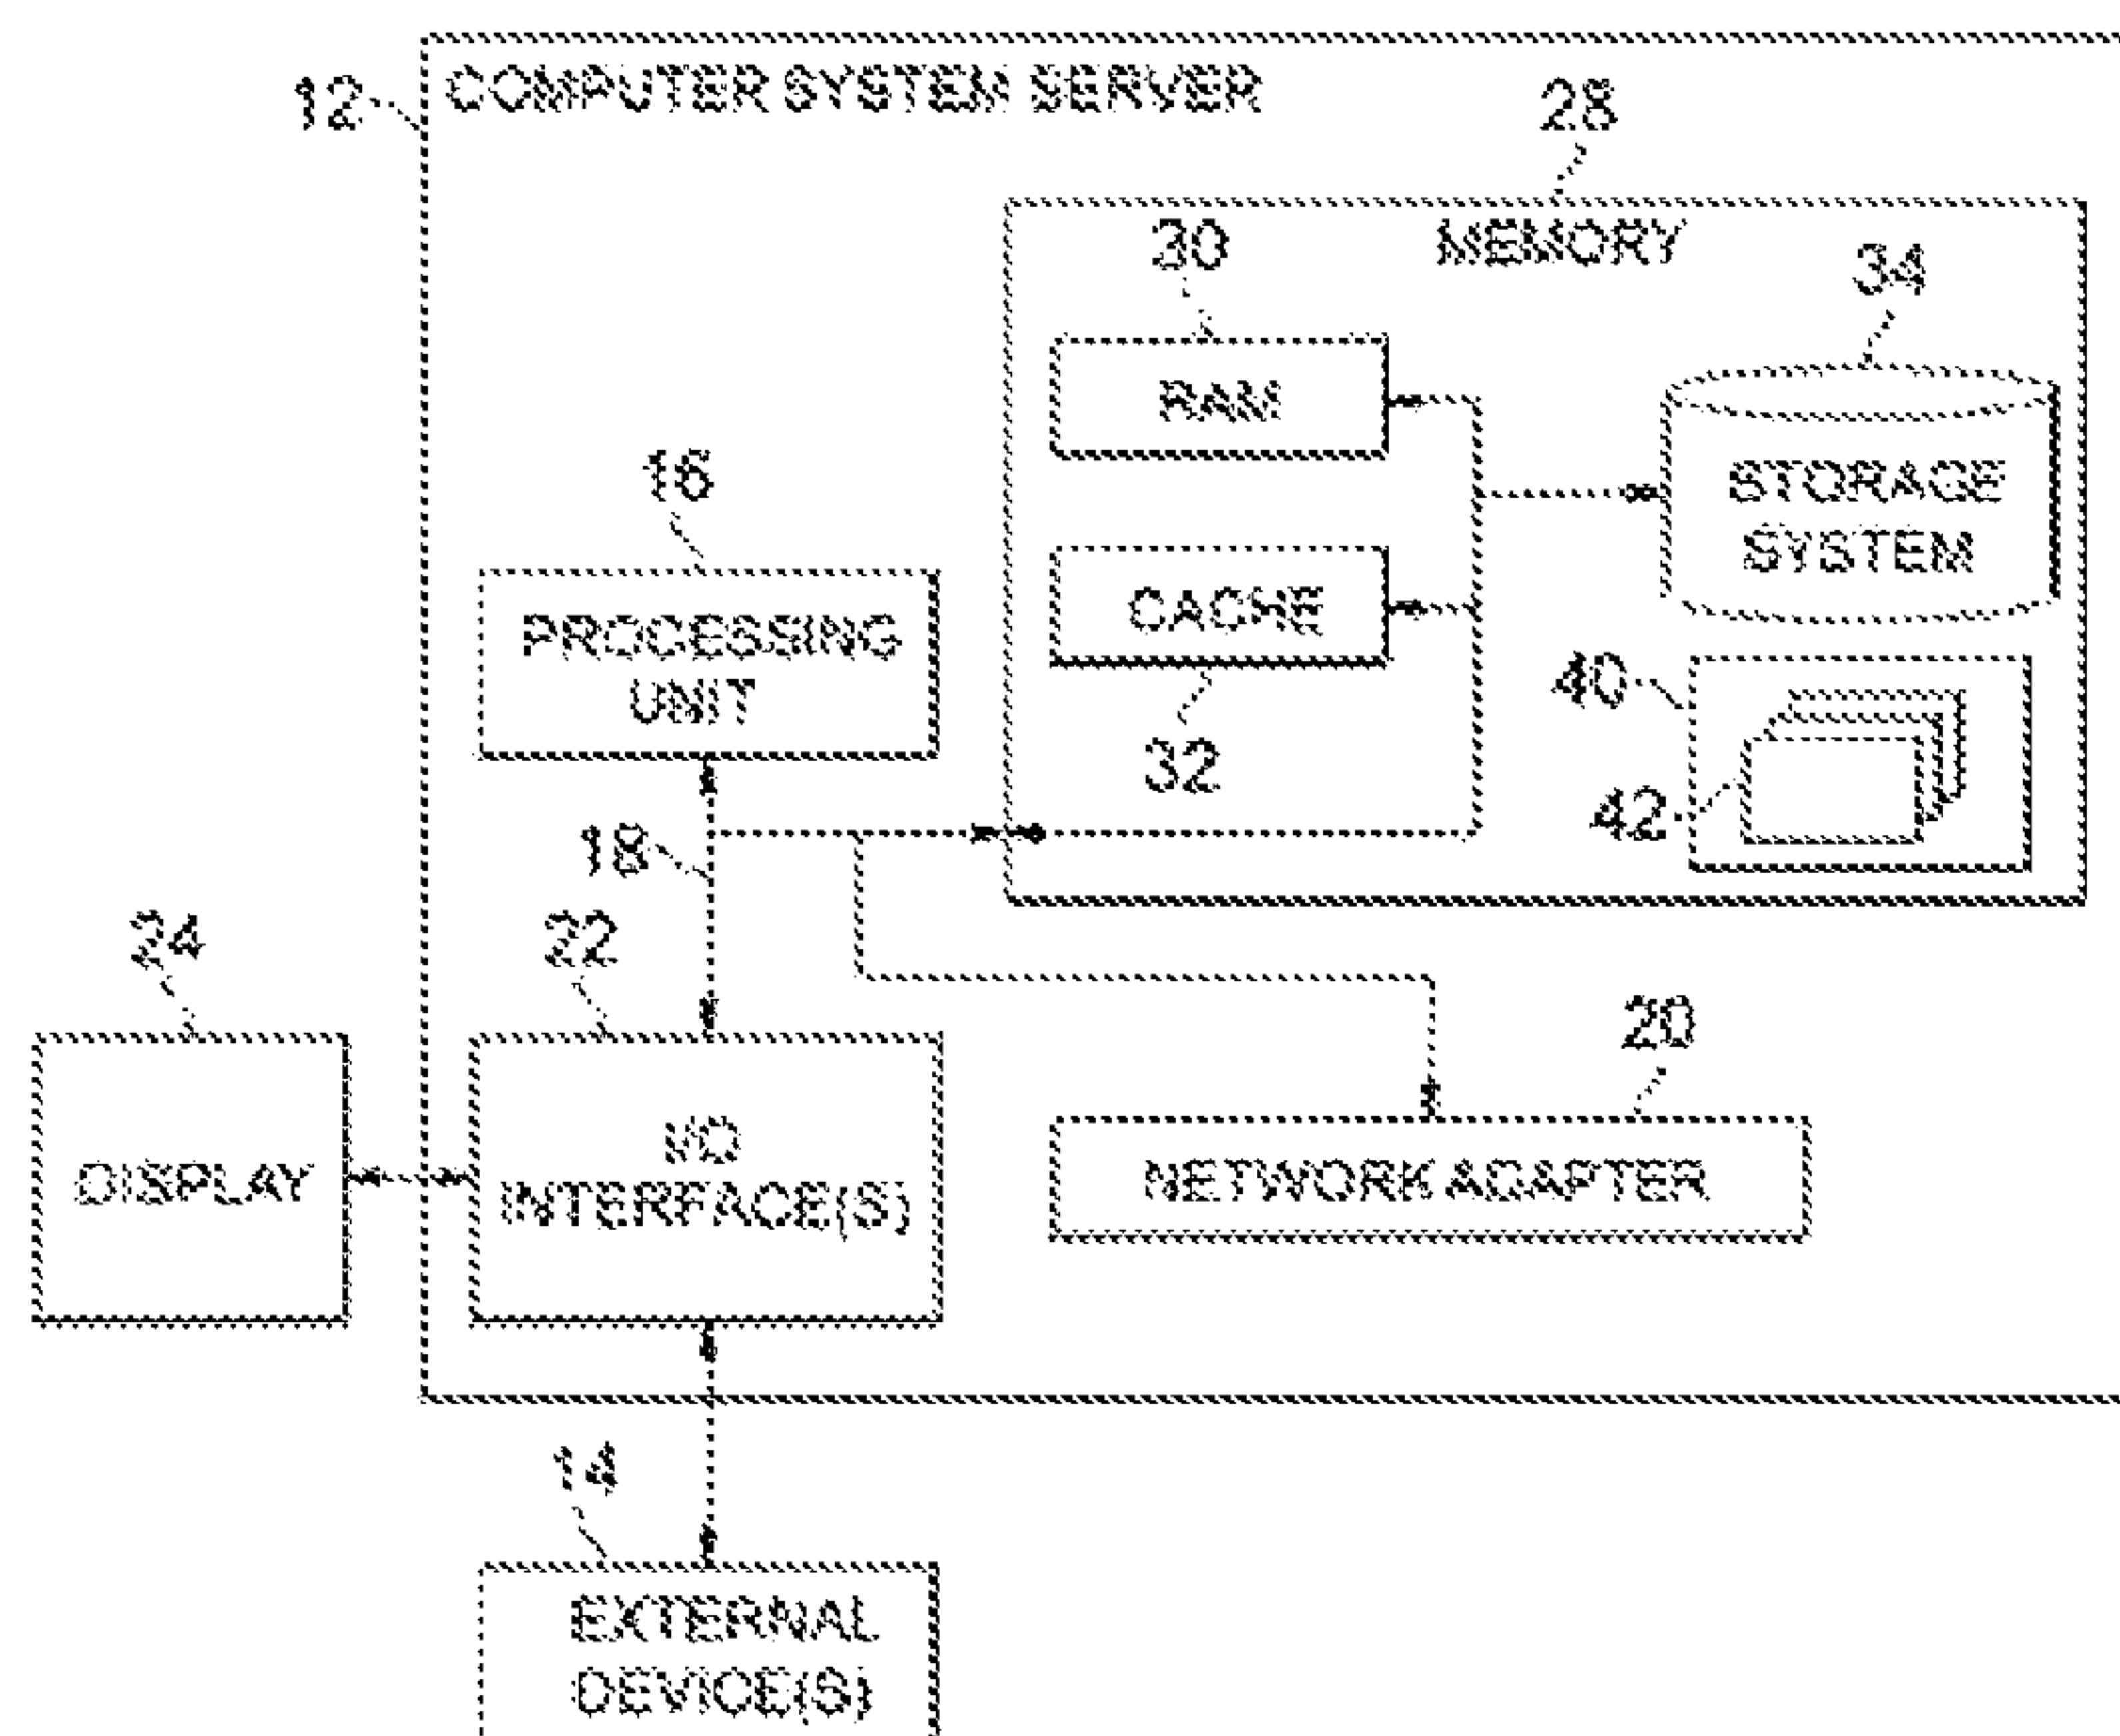 12
COMPUTER SYSTEM SERVER
28
MEMORY
30
34
RAM
STORAGE
SYSTEM
16
PROCESSING
UNIT
CACHE
32
40
42
18
24
22
20
DISPLAY
I/O
INTERFACE(S)
NETWORK ADAPTER
14
EXTERNAL
DEVICE(S)